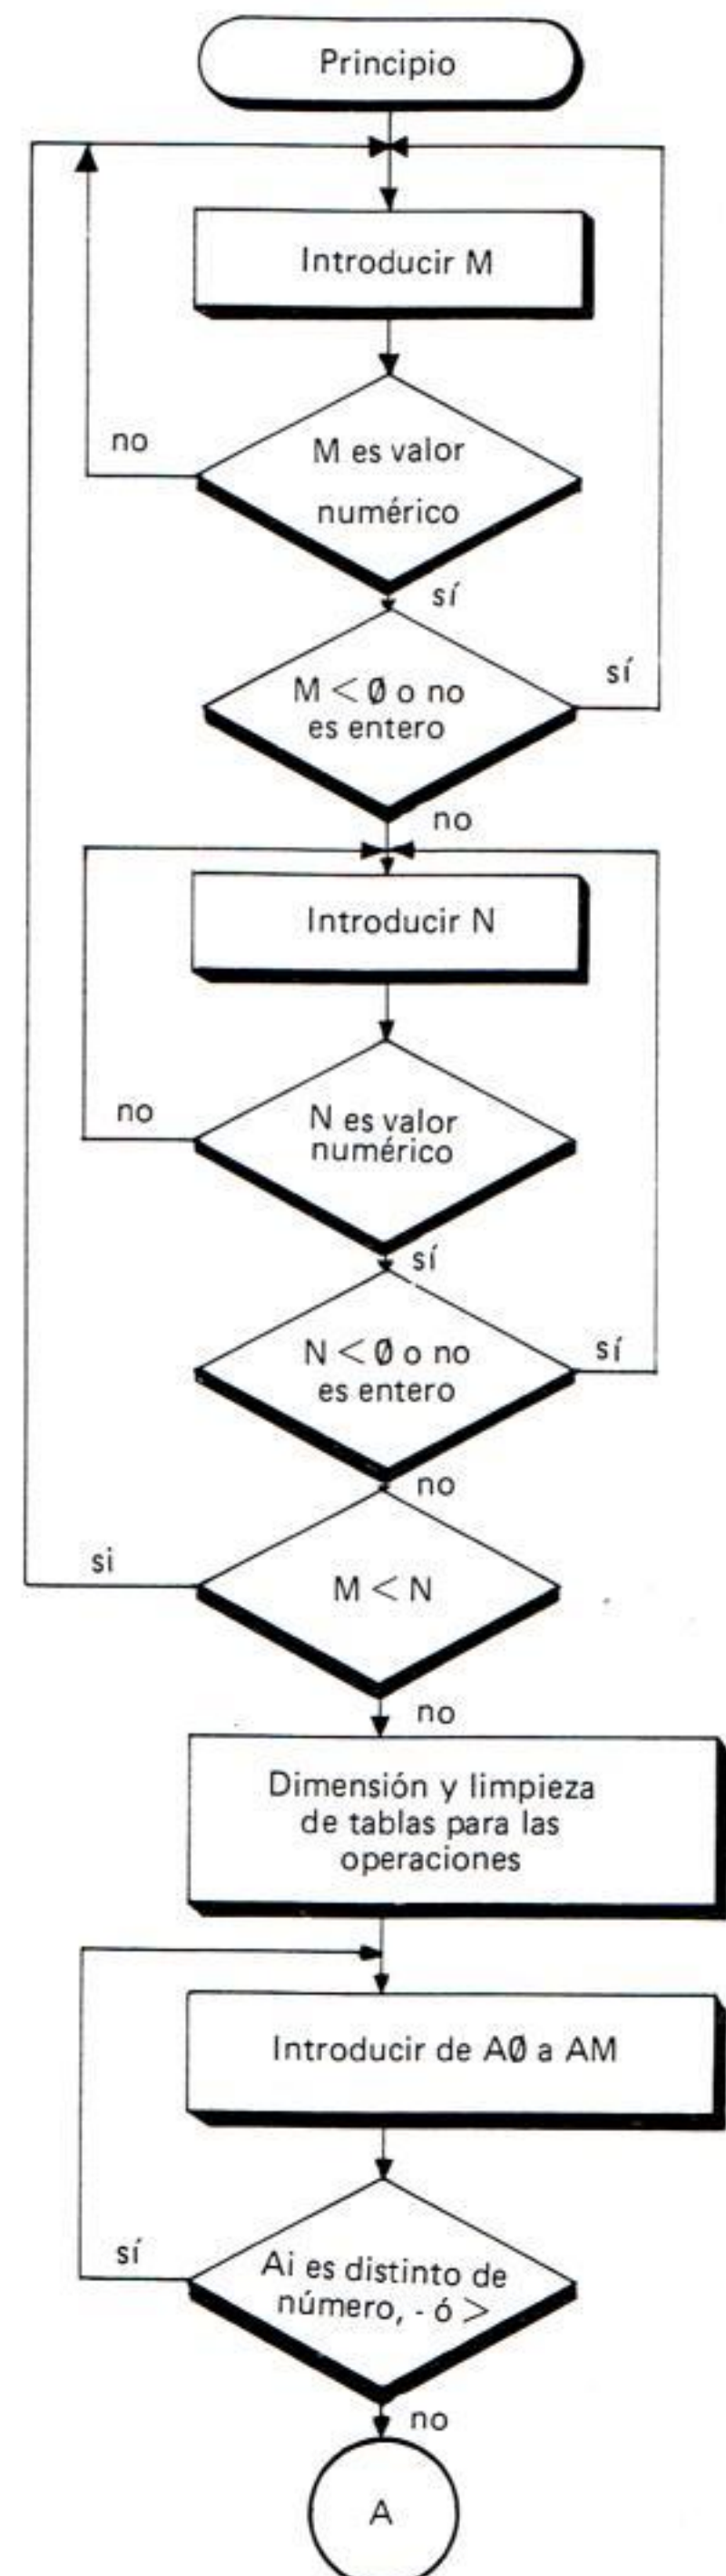 Principio
Introducir M
no
M es valor
numérico
sí
M < Ø o no
es entero
sí
no
Introducir N
no
N es valor
numérico
sí
N < Ø o no
es entero
sí
no
si
M < N
no
Dimensión y limpieza
de tablas para las
operaciones
Introducir de AØ a AM
sí
Ai es distinto de
número, - ó >
no
A